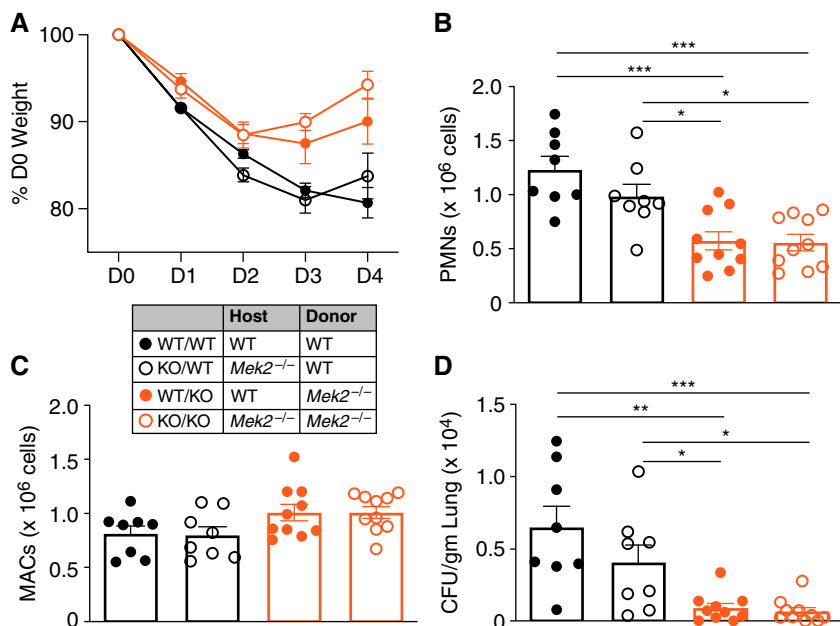 A
% D0 Weight
100
90
80
D0 D1 D2 D3 D4
B
PMNs (x 10⁶ cells)
2.0
1.5
1.0
0.5
0
***
***
*
*
Host Donor
WT/WT WT WT
KO/WT Mek2⁻/⁻ WT
WT/KO WT Mek2⁻/⁻
KO/KO Mek2⁻/⁻ Mek2⁻/⁻
C
MACs (x 10⁶ cells)
2.0
1.5
1.0
0.5
0
D
CFU/gm Lung (x 10⁴)
1.5
1.0
0.5
0
***
**
*
*